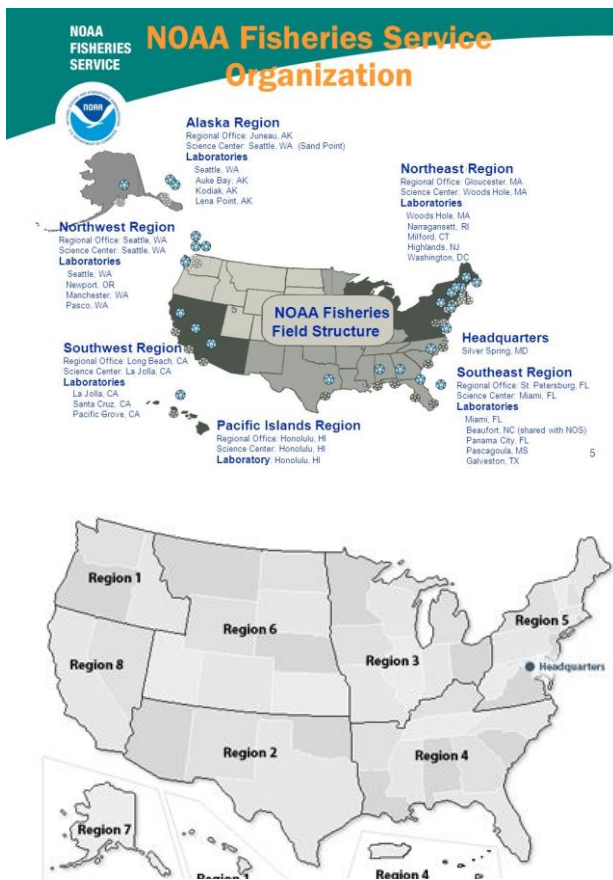 NOAA
FISHERIES
SERVICE
NOAA Fisheries Service
Organization
NOAA
Alaska Region
Regional Office: Juneau, AK
Science Center: Seattle, WA (Sand Point)
Laboratories
Seattle, WA
Auke Bay, AK
Kodiak, AK
Lena Point, AK
Northeast Region
Regional Office: Gloucester, MA
Science Center: Woods Hole, MA
Laboratories
Woods Hole, MA
Narragansett, RI
Milford, CT
Highlands, NJ
Washington, DC
Northwest Region
Regional Office: Seattle, WA
Science Center: Seattle, WA
Laboratories
Seattle, WA
Newport, OR
Manchester, WA
Pasco, WA
NOAA Fisheries
Field Structure
Headquarters
Silver Spring, MD
Southwest Region
Regional Office: Long Beach, CA
Science Center: La Jolla, CA
Laboratories
La Jolla, CA
Santa Cruz, CA
Pacific Grove, CA
Southeast Region
Regional Office: St. Petersburg, FL
Science Center: Miami, FL
Laboratories
Miami, FL
Beaufort, NC (shared with NOS)
Panama City, FL
Pascagoula, MS
Galveston, TX
Pacific Islands Region
Regional Office: Honolulu, HI
Science Center: Honolulu, HI
Laboratory: Honolulu, HI
5
Region 1
Region 6
Region 5
Region 8
Region 3
Headquarters
Region 2
Region 4
Region 7
Region 1
Region 4